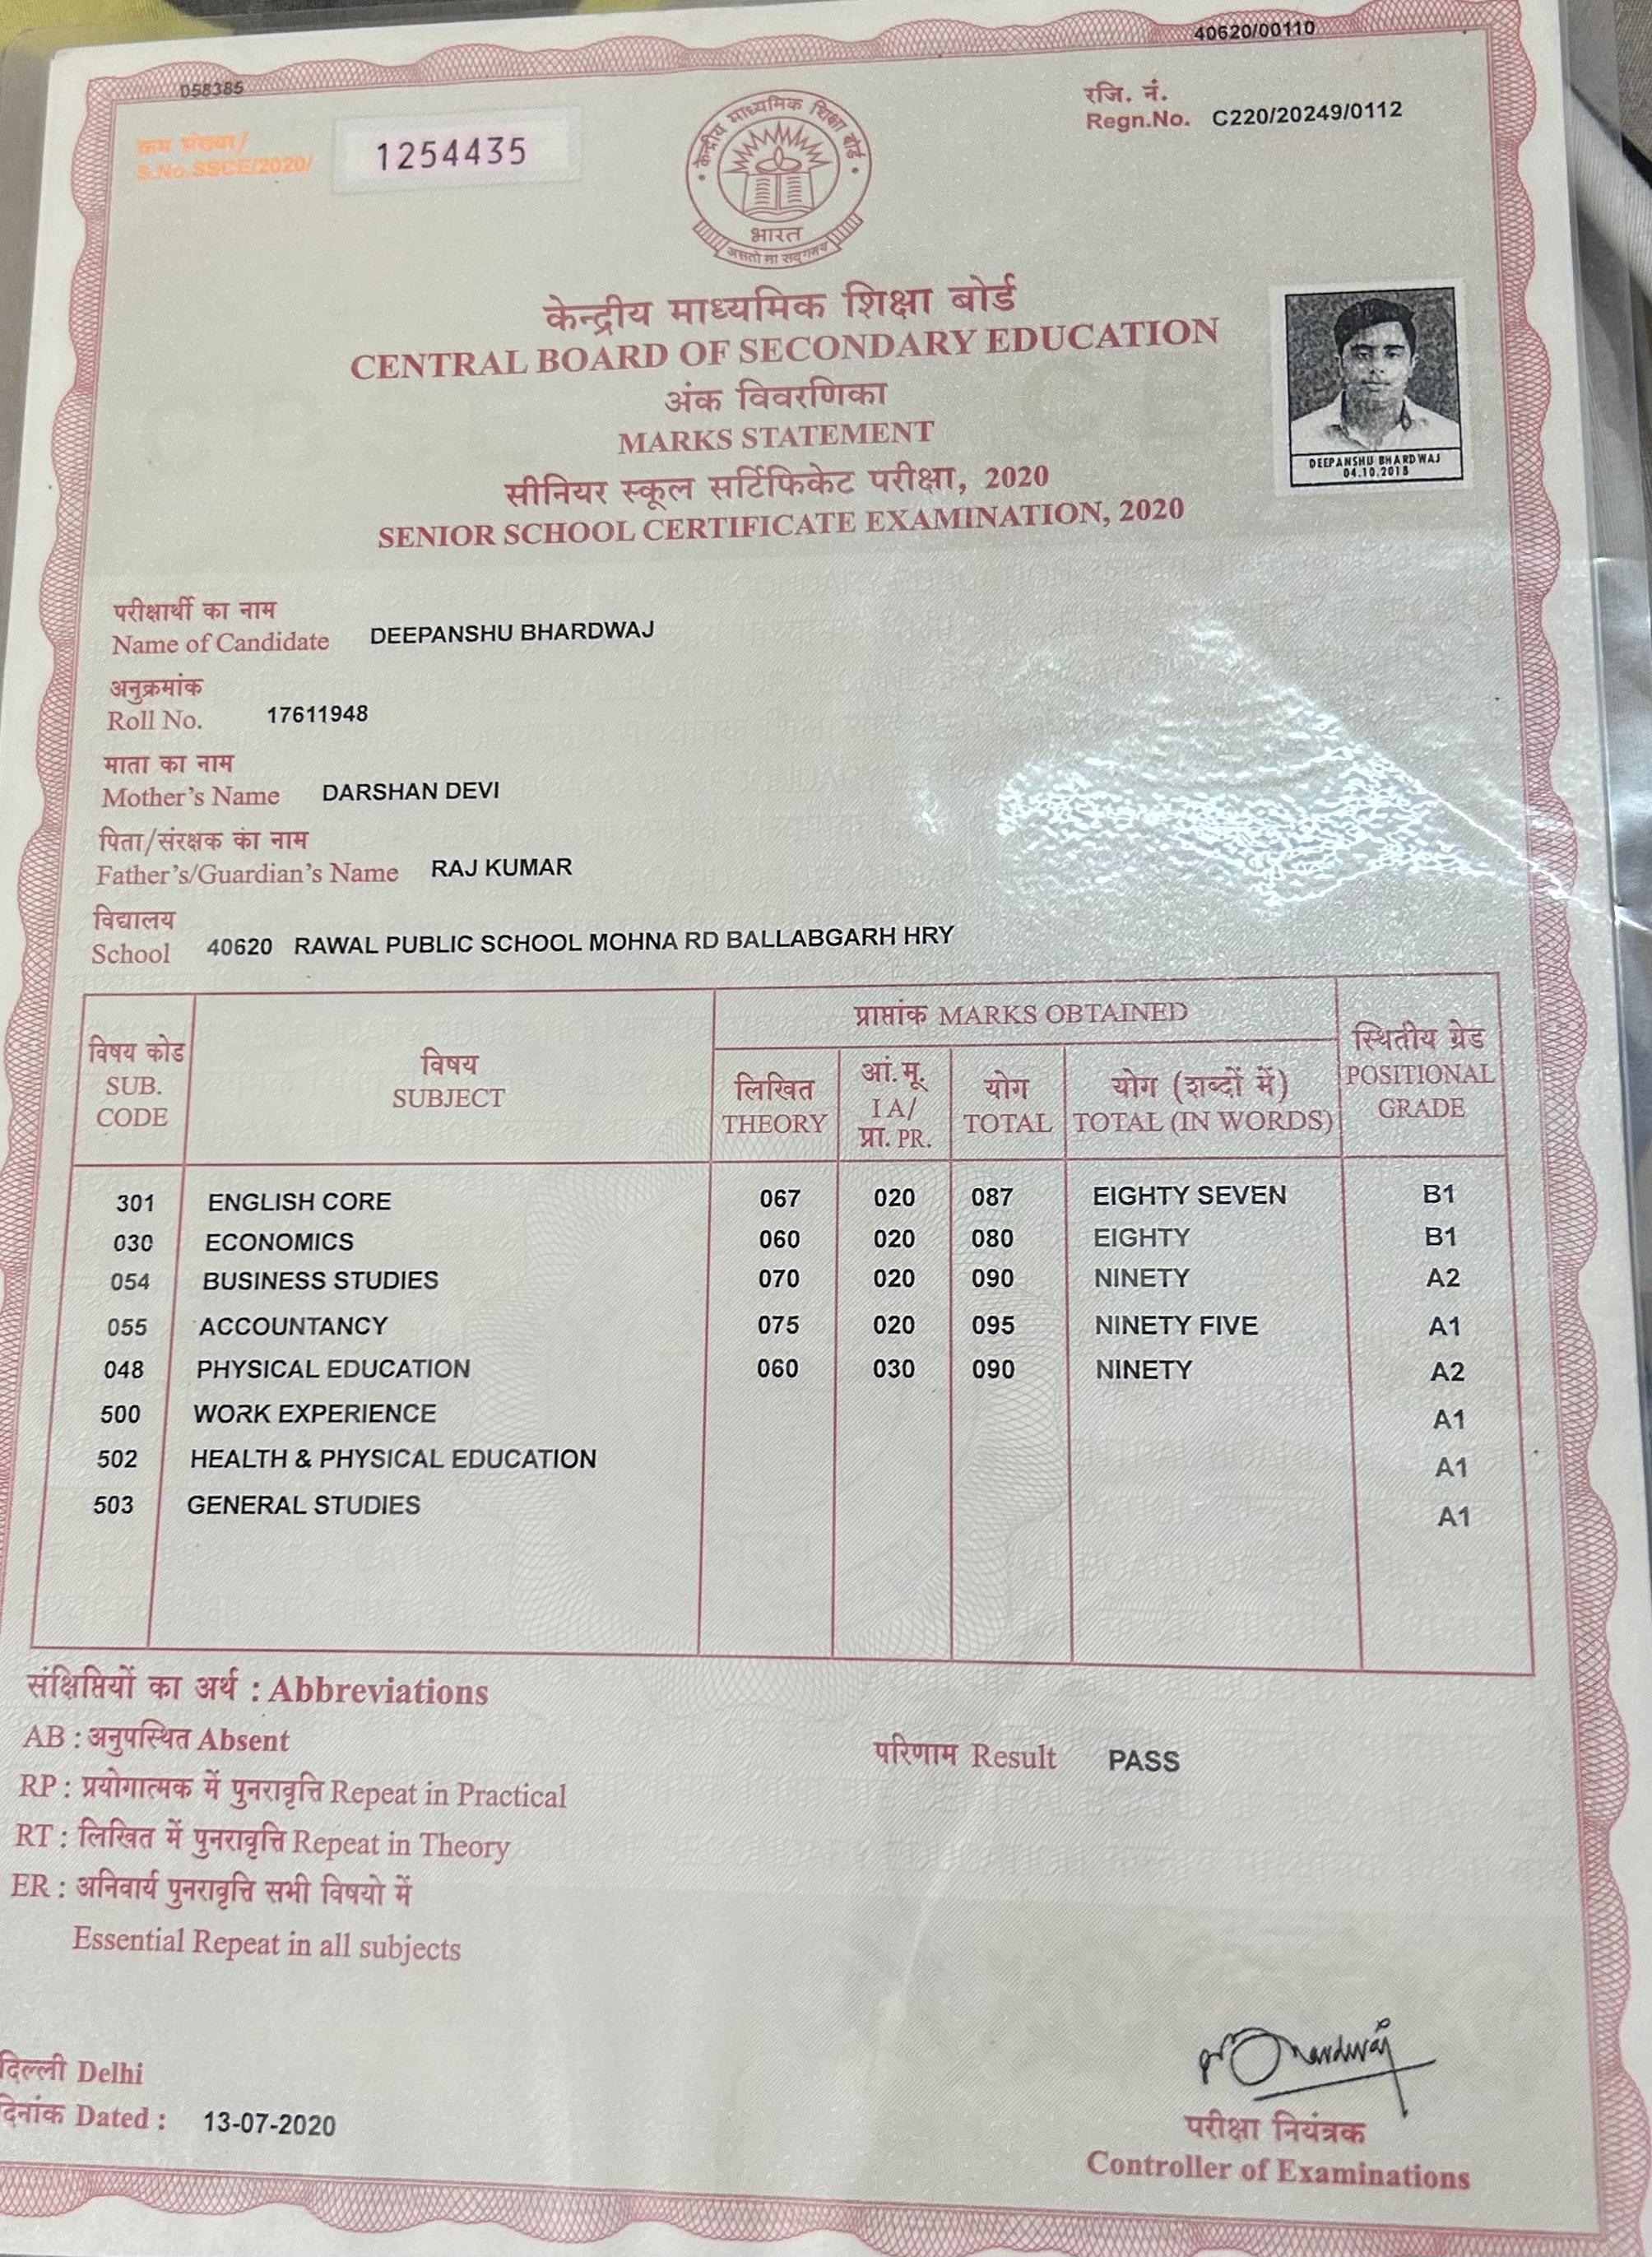 40620/00110
058385
क्रम संख्या/
S.No.SSCE/2020/ 1254435
रजि. नं.
Regn.No. C220/20249/0112
केन्द्रीय माध्यमिक शिक्षा बोर्ड
भारत
असतो मा सद्गमय
केन्द्रीय माध्यमिक शिक्षा बोर्ड
CENTRAL BOARD OF SECONDARY EDUCATION
अंक विवरणिका
MARKS STATEMENT
सीनियर स्कूल सर्टिफिकेट परीक्षा, 2020
SENIOR SCHOOL CERTIFICATE EXAMINATION, 2020
DEEPANSHU BHARDWAJ
04.10.2018
परीक्षार्थी का नाम
Name of Candidate DEEPANSHU BHARDWAJ
अनुक्रमांक
Roll No. 17611948
माता का नाम
Mother's Name DARSHAN DEVI
पिता/संरक्षक का नाम
Father's/Guardian's Name RAJ KUMAR
विद्यालय
School 40620 RAWAL PUBLIC SCHOOL MOHNA RD BALLABGARH HRY
विषय कोड
SUB.
CODE
विषय
SUBJECT
प्राप्तांक MARKS OBTAINED
लिखित
THEORY
आं.मू.
I A/
प्रा. PR.
योग
TOTAL
योग (शब्दों में)
TOTAL (IN WORDS)
स्थितीय ग्रेड
POSITIONAL
GRADE
301 ENGLISH CORE 067 020 087 EIGHTY SEVEN B1
030 ECONOMICS 060 020 080 EIGHTY B1
054 BUSINESS STUDIES 070 020 090 NINETY A2
055 ACCOUNTANCY 075 020 095 NINETY FIVE A1
048 PHYSICAL EDUCATION 060 030 090 NINETY A2
500 WORK EXPERIENCE A1
502 HEALTH & PHYSICAL EDUCATION A1
503 GENERAL STUDIES A1
संक्षिप्तियों का अर्थ : Abbreviations
AB : अनुपस्थित Absent
RP : प्रयोगात्मक में पुनरावृत्ति Repeat in Practical
RT : लिखित में पुनरावृत्ति Repeat in Theory
ER : अनिवार्य पुनरावृत्ति सभी विषयो में
Essential Repeat in all subjects
परिणाम Result PASS
दिल्ली Delhi
दिनांक Dated : 13-07-2020
परीक्षा नियंत्रक
Controller of Examinations